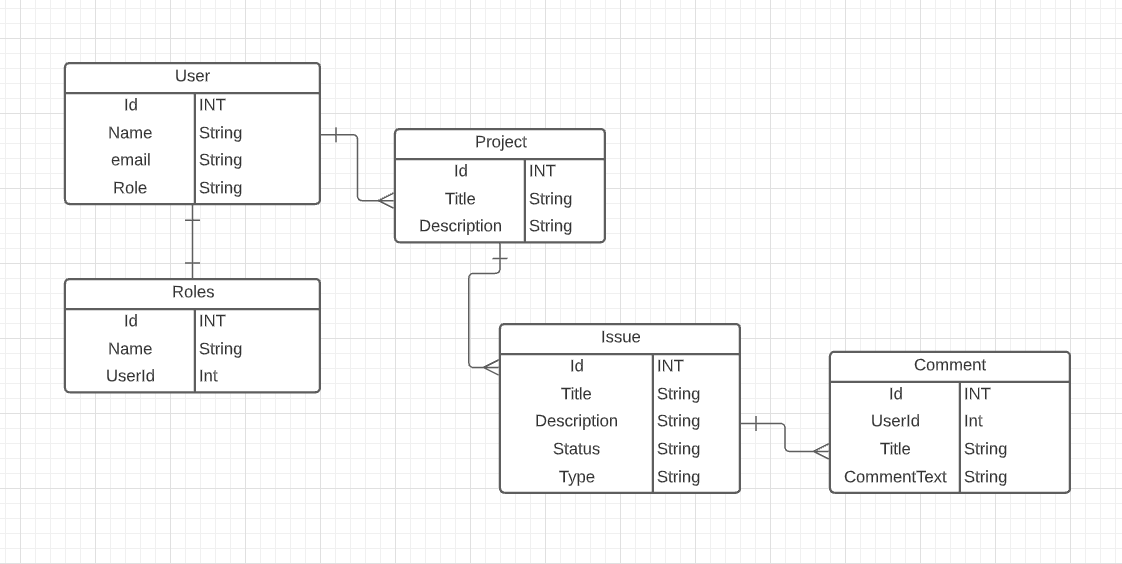 User
Id INT
Name String
email String
Role String
Project
Id INT
Title String
Description String
Roles
Id INT
Name String
UserId Int
Issue
Id INT
Title String
Description String
Status String
Type String
Comment
Id INT
UserId Int
Title String
CommentText String